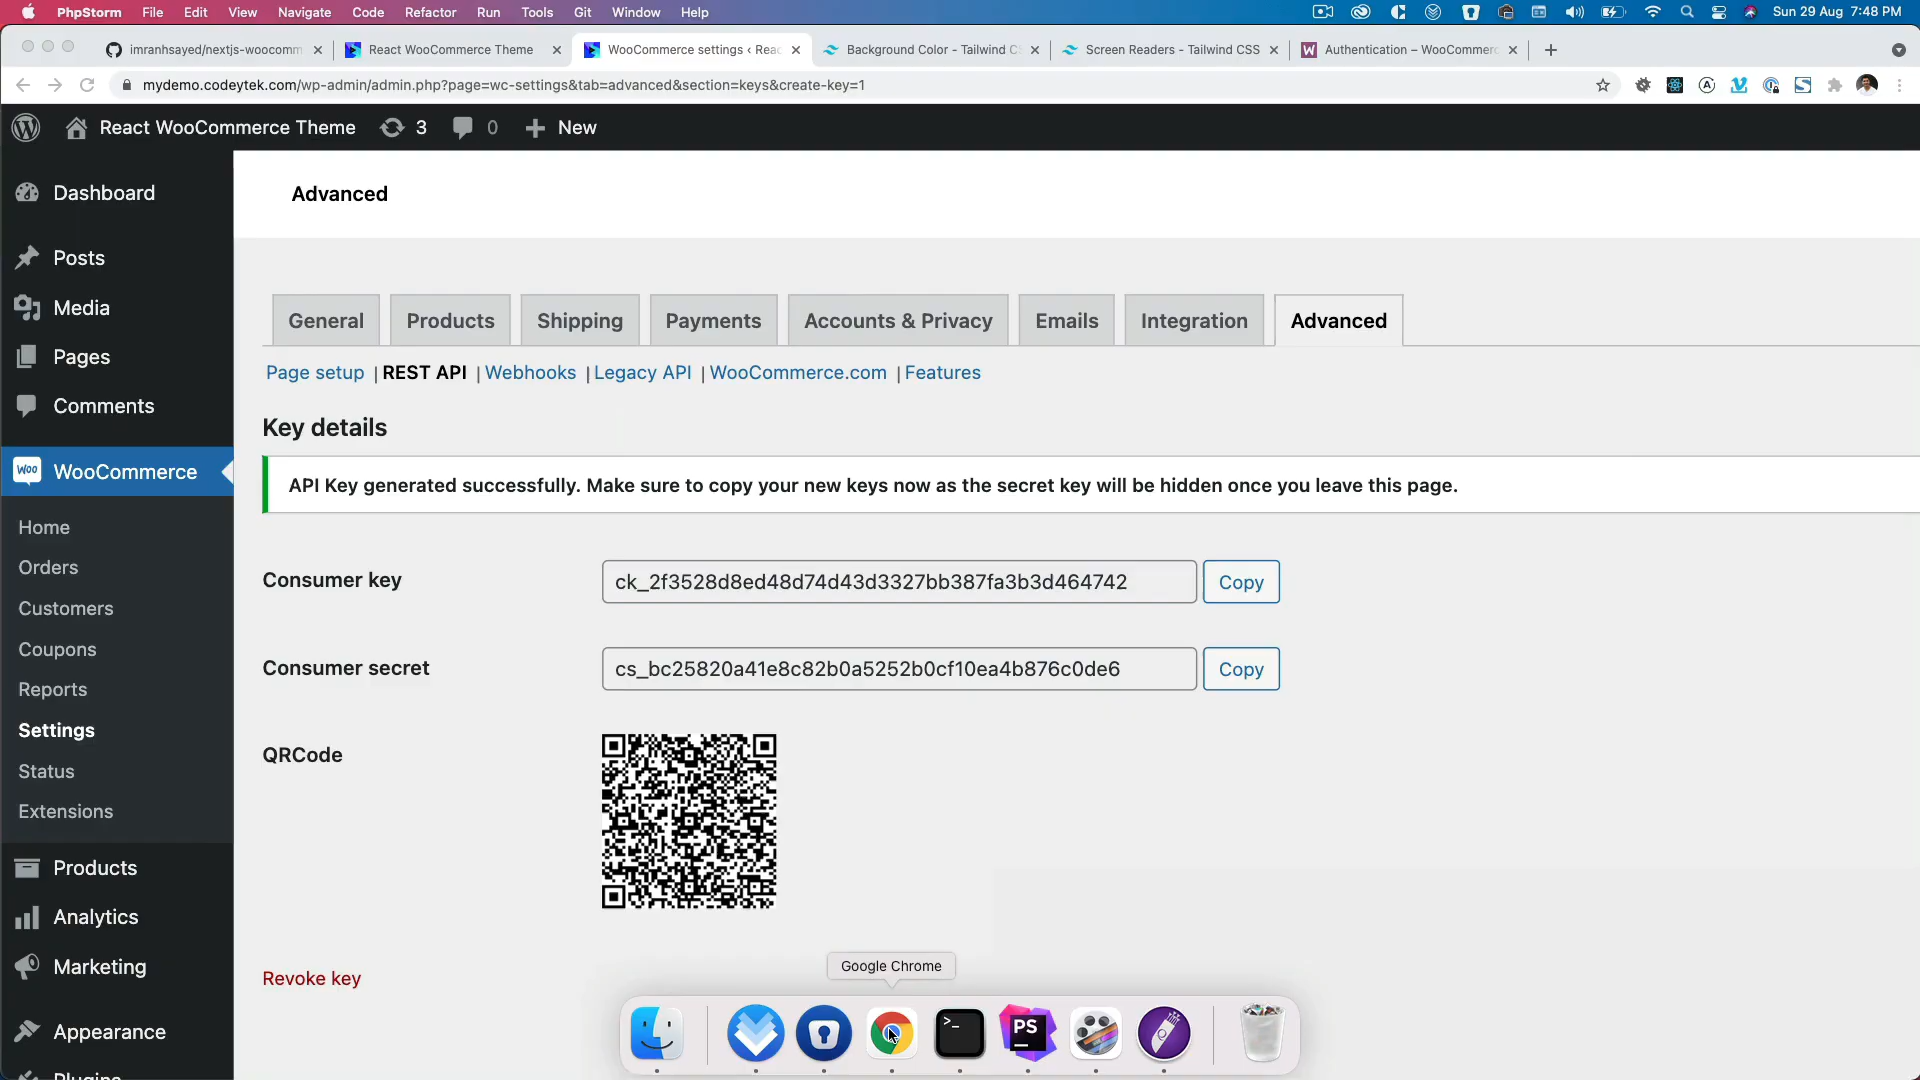 PhpStorm File Edit View Navigate Code Refactor Run Tools Git Window Help Sun 29 Aug 7:48 PM
imranhsayed/nextjs-woocomm React WooCommerce Theme WooCommerce settings ‹ Reac Background Color - Tailwind C Screen Readers - Tailwind CSS Authentication – WooCommerc
mydemo.codeytek.com/wp-admin/admin.php?page=wc-settings&tab=advanced&section=keys&create-key=1
React WooCommerce Theme 3 0 New
Dashboard
Posts
Media
Pages
Comments
Woo WooCommerce
Home
Orders
Customers
Coupons
Reports
Settings
Status
Extensions
Products
Analytics
Marketing
Appearance
Plugins
Advanced
General Products Shipping Payments Accounts & Privacy Emails Integration Advanced
Page setup | REST API | Webhooks | Legacy API | WooCommerce.com | Features
Key details
API Key generated successfully. Make sure to copy your new keys now as the secret key will be hidden once you leave this page.
Consumer key ck_2f3528d8ed48d74d43d3327bb387fa3b3d464742 Copy
Consumer secret cs_bc25820a41e8c82b0a5252b0cf10ea4b876c0de6 Copy
QRCode
Revoke key
Google Chrome
PS